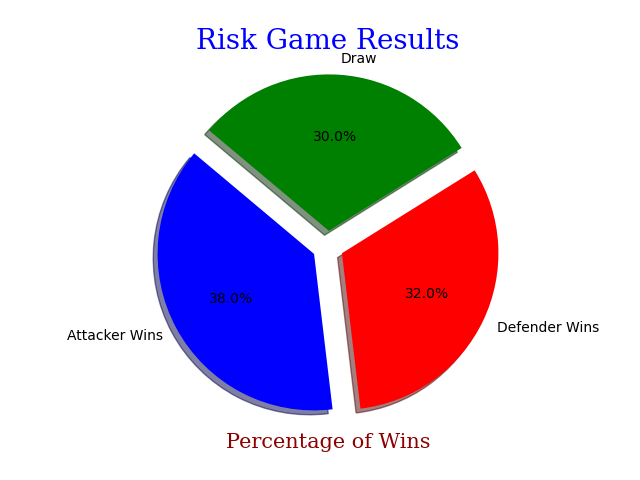 Risk Game Results
Draw
30.0%
38.0%
32.0%
Attacker Wins
Defender Wins
Percentage of Wins